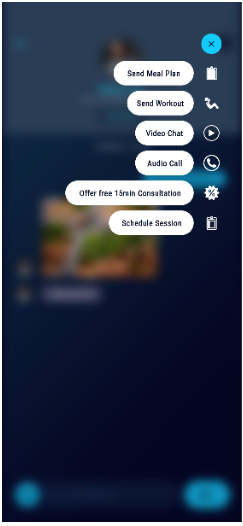 Send Meal Plan
Send Workout
Video Chat
Audio Call
Offer free 15min Consultation
Schedule Session